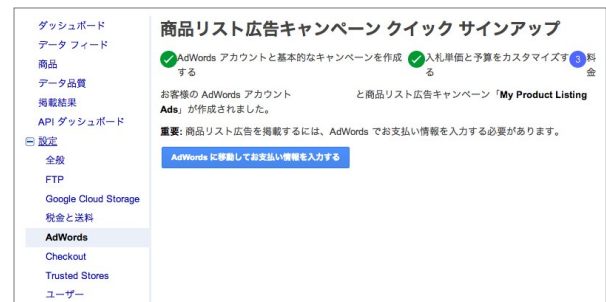 ダッシュボード
データ フィード
商品
データ品質
掲載結果
API ダッシュボード
設定
全般
FTP
Google Cloud Storage
税金と送料
AdWords
Checkout
Trusted Stores
ユーザー
商品リスト広告キャンペーン クイック サインアップ
AdWords アカウントと基本的なキャンペーンを作成
する
入札単価と予算をカスタマイズす
る
3 料
金
お客様の AdWords アカウント と商品リスト広告キャンペーン「My Product Listing
Ads」が作成されました。
重要: 商品リスト広告を掲載するには、AdWords でお支払い情報を入力する必要があります。
AdWords に移動してお支払い情報を入力する